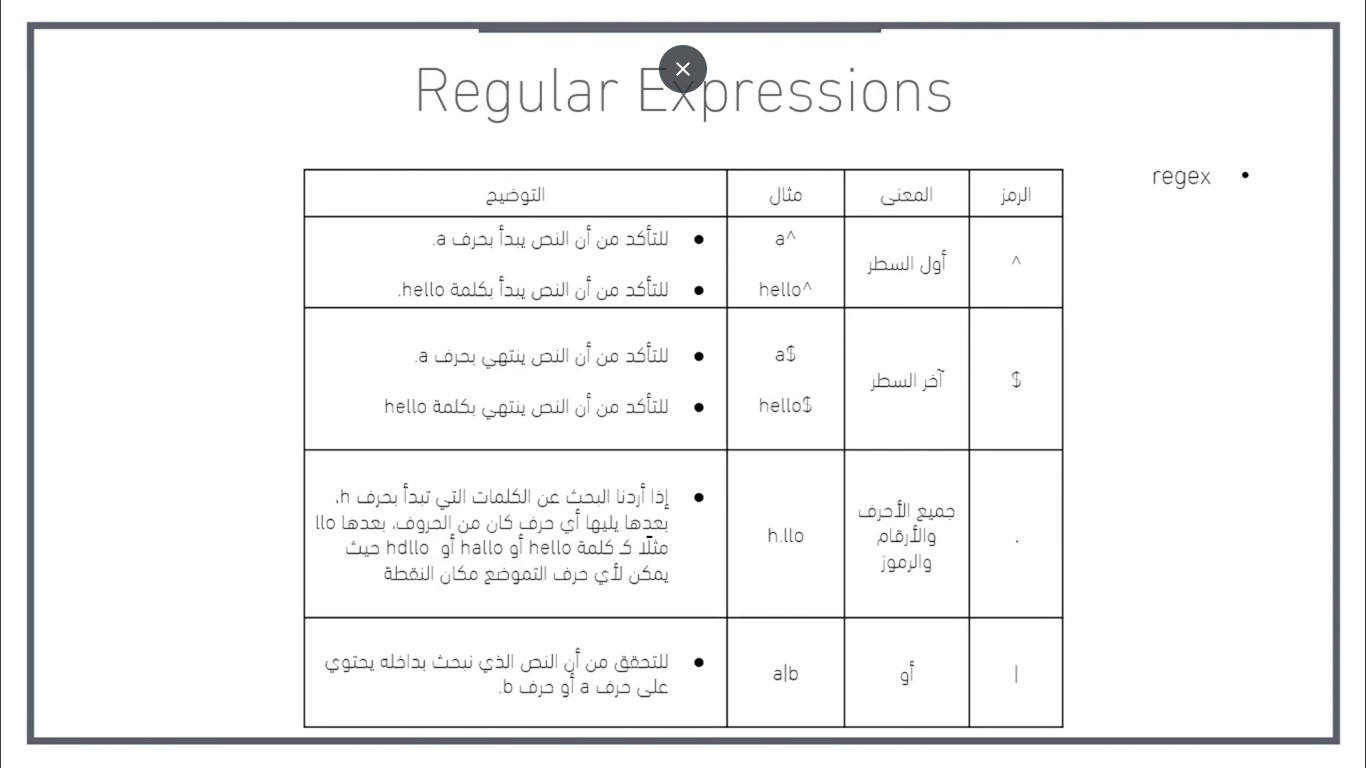 Regular Expressions
• regex
الرمز	المعنى	مثال	التوضيح
^
أول السطر
a^
hello^
• للتأكد من أن النص يبدأ بحرف a.
• للتأكد من أن النص يبدأ بكلمة hello.
$
آخر السطر
a$
hello$
• للتأكد من أن النص ينتهي بحرف a.
• للتأكد من أن النص ينتهي بكلمة hello
.
جميع الأحرف
والأرقام
والرموز
h.llo
• إذا أردنا البحث عن الكلمات التي تبدأ بحرف h،
بعدها يليها أي حرف كان من الحروف، بعدها llo
مثلًا كـ كلمة hello أو hallo أو hdllo حيث
يمكن لأي حرف التموضع مكان النقطة
|
أو
a|b
• للتحقق من أن النص الذي نبحث بداخله يحتوي
على حرف a أو حرف b.